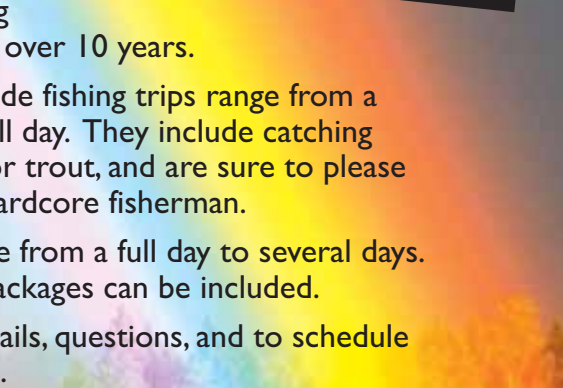 g
over 10 years.
de fishing trips range from a
ll day. They include catching
or trout, and are sure to please
ardcore fisherman.
e from a full day to several days.
ackages can be included.
ails, questions, and to schedule
.